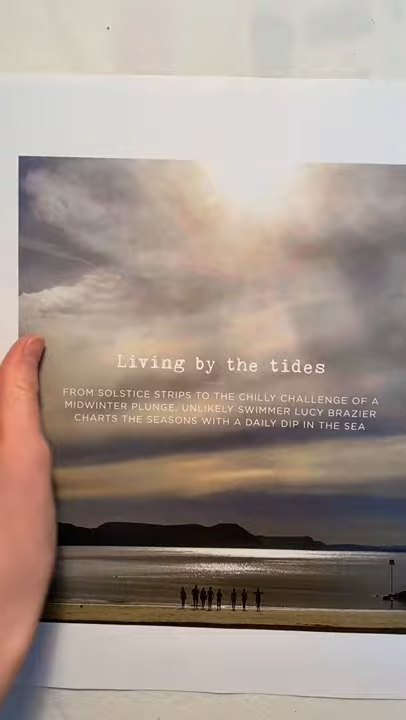 Living by the tides
FROM SOLSTICE STRIPS TO THE CHILLY CHALLENGE OF A
MIDWINTER PLUNGE, UNLIKELY SWIMMER LUCY BRAZIER
CHARTS THE SEASONS WITH A DAILY DIP IN THE SEA